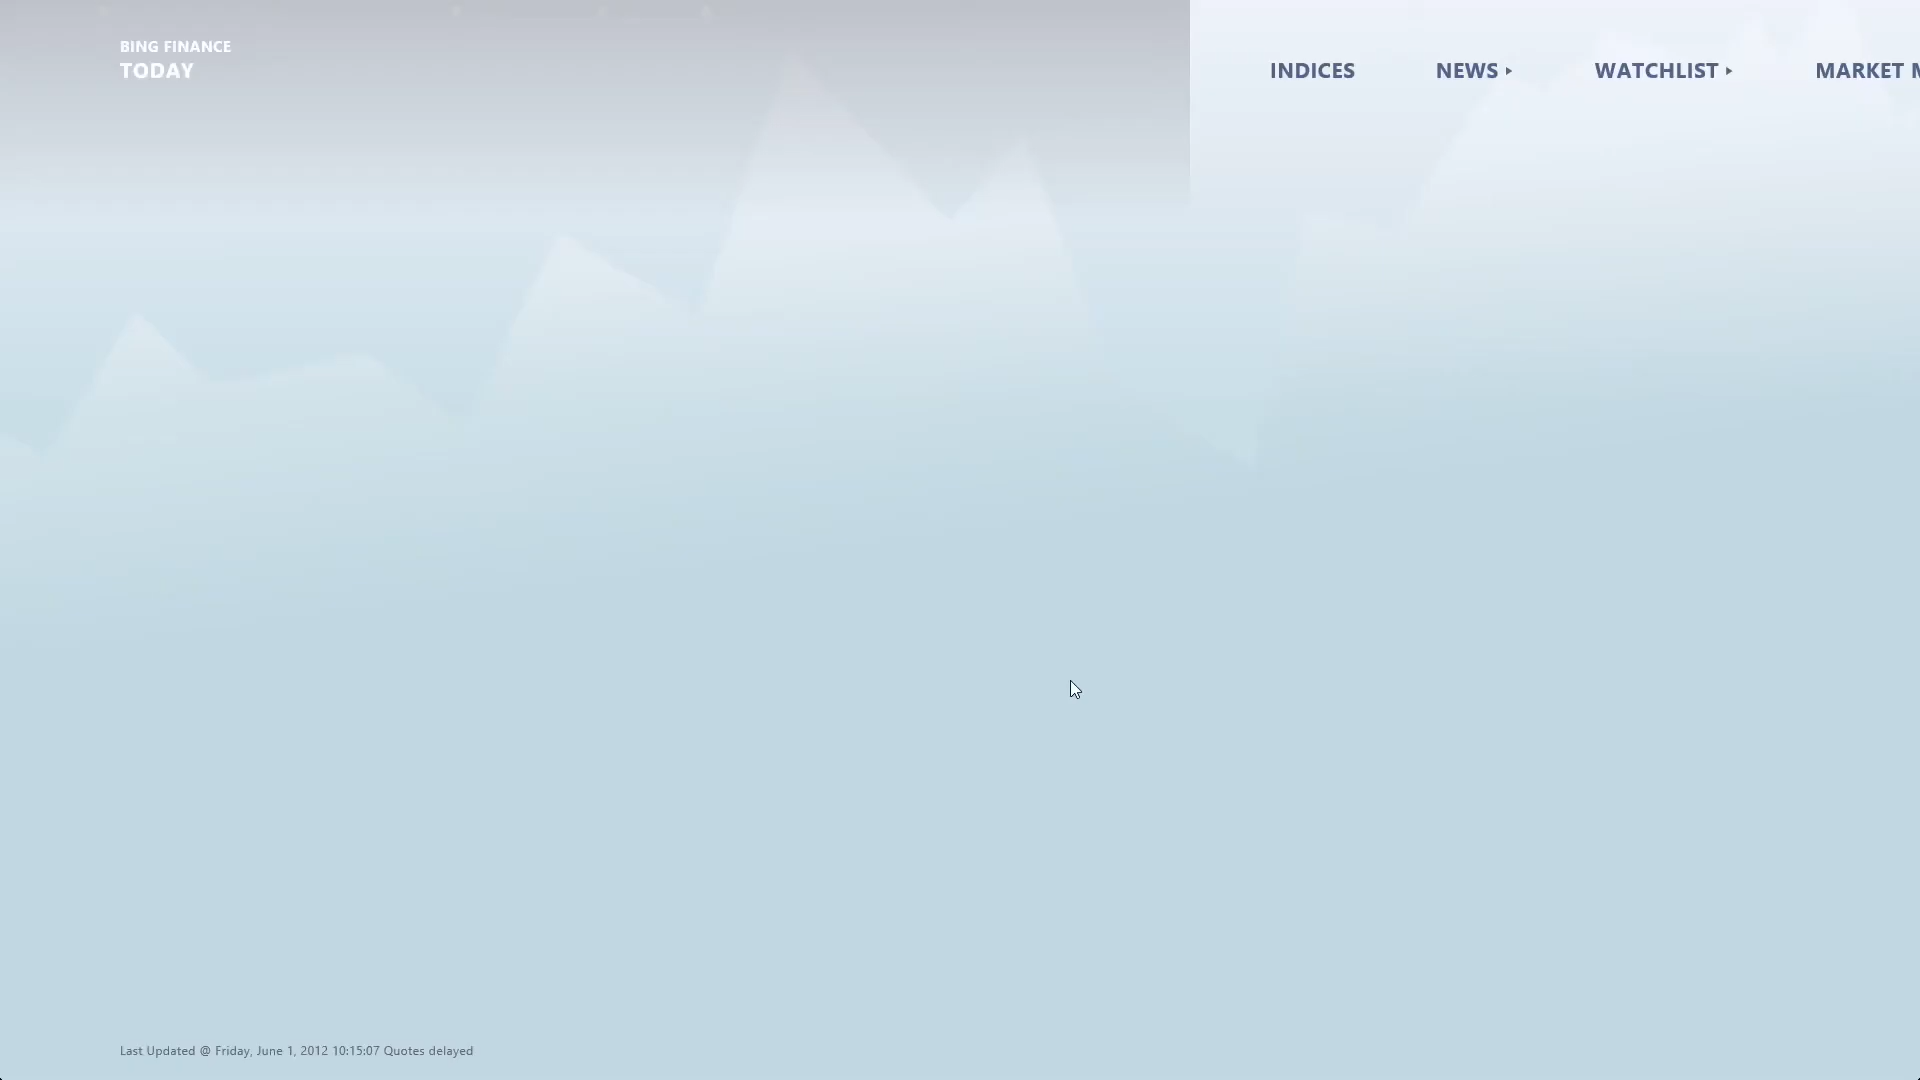 BING FINANCE
TODAY
INDICES
NEWS
WATCHLIST
MARKET M
Last Updated @ Friday, June 1, 2012 10:15:07 Quotes delayed